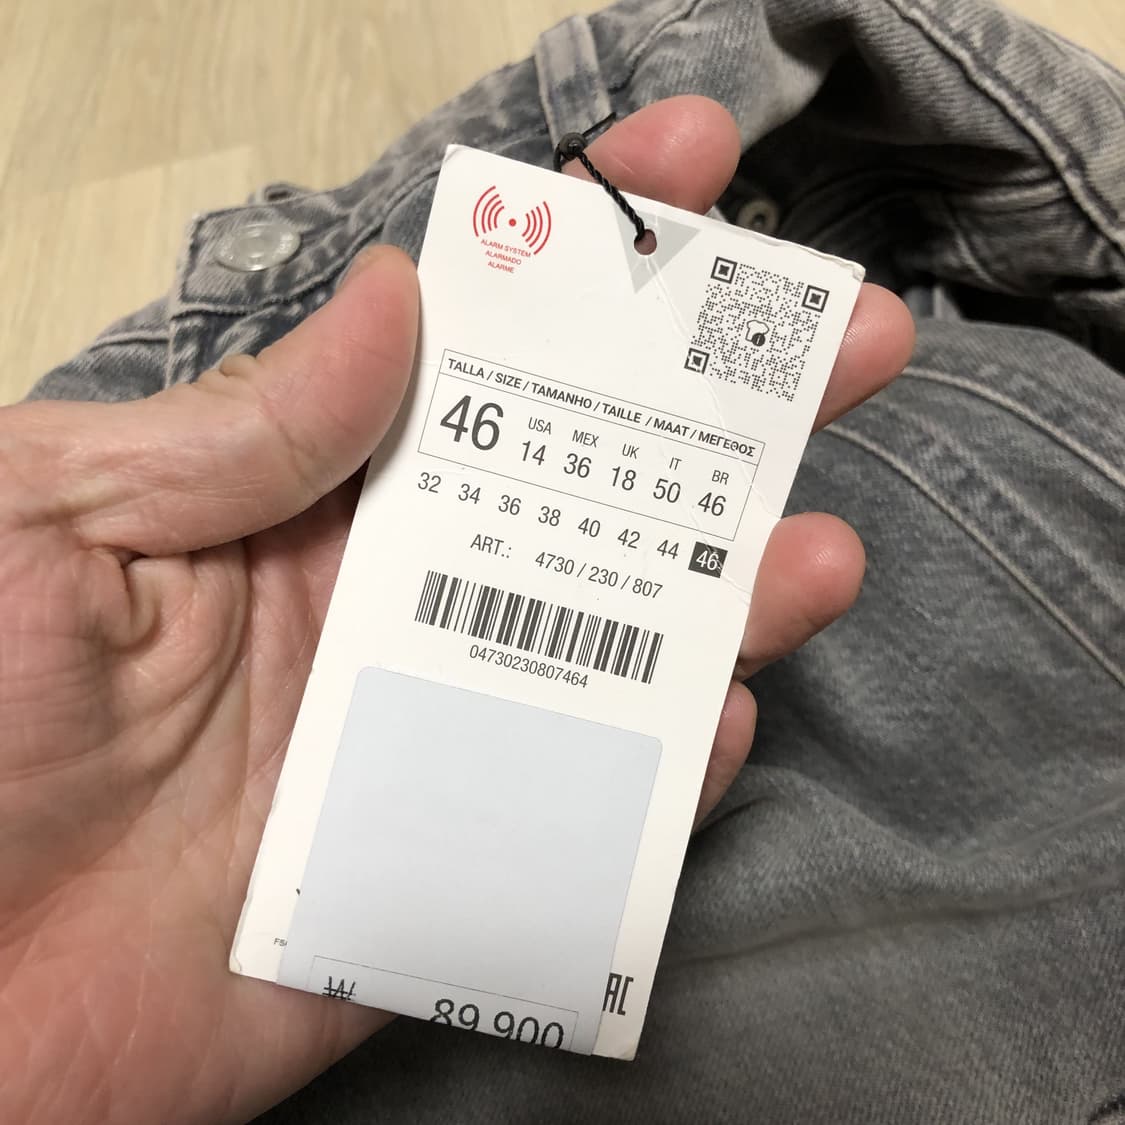 ALARM SYSTEM
ALARMADO
ALARME
TALLA / SIZE / TAMANHO / TAILLE / MAAT / ΜΕΓΕΘΟΣ
46 USA MEX UK IT BR
14 36 18 50 46
32 34 36 38 40 42 44 46
ART.: 4730 / 230 / 807
04730230807464
₩ 89,900